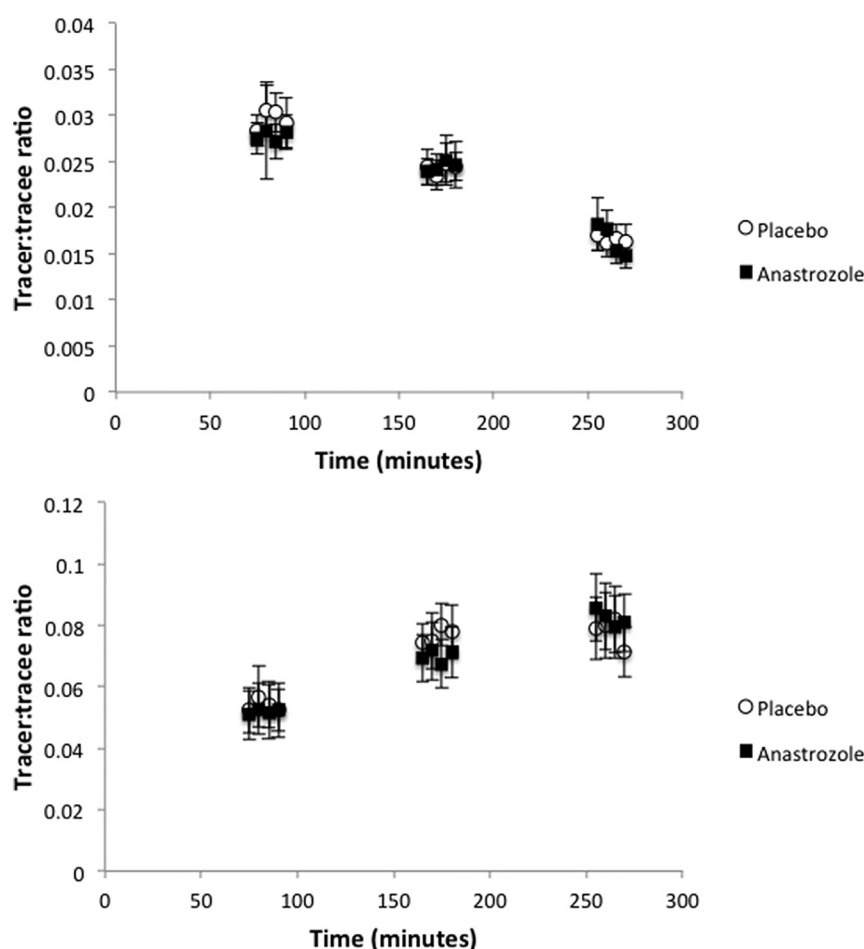 0.04
0.035
0.03
0.025
0.02
0.015
0.01
0.005
0
Tracer:tracee ratio
0 50 100 150 200 250 300
Time (minutes)
Placebo
Anastrozole
0.12
0.1
0.08
0.06
0.04
0.02
0
Tracer:tracee ratio
0 50 100 150 200 250 300
Time (minutes)
Placebo
Anastrozole